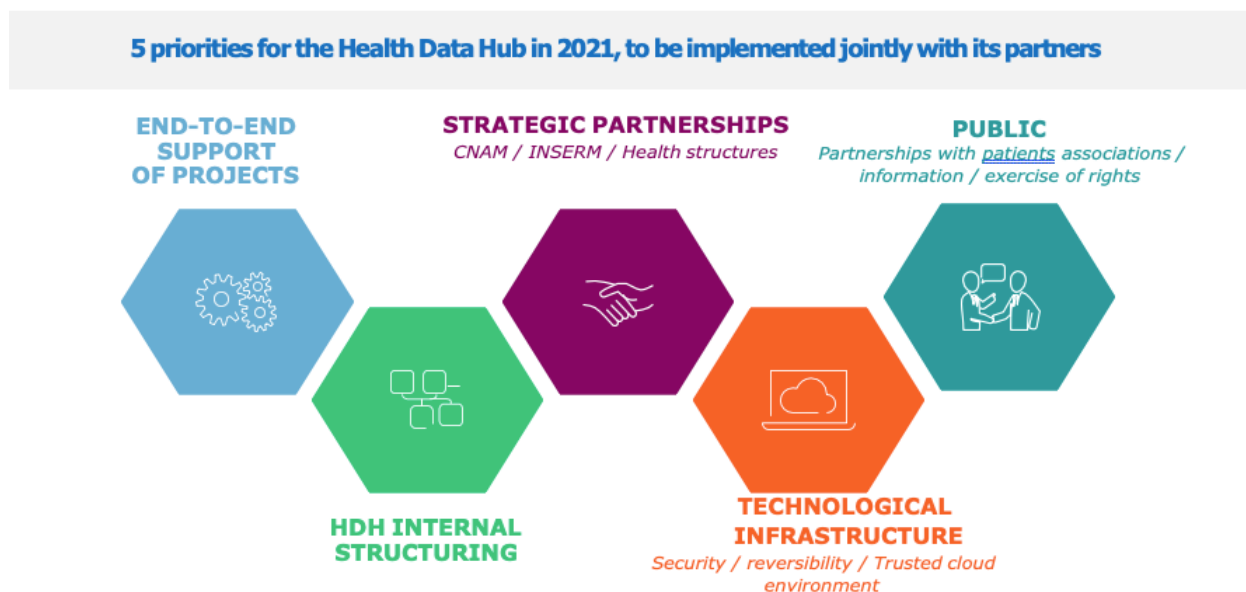 5 priorities for the Health Data Hub in 2021, to be implemented jointly with its partners
END-TO-END
SUPPORT
OF PROJECTS
STRATEGIC PARTNERSHIPS
CNAM / INSERM / Health structures
PUBLIC
Partnerships with patients associations /
information / exercise of rights
HDH INTERNAL
STRUCTURING
TECHNOLOGICAL
INFRASTRUCTURE
Security / reversibility / Trusted cloud
environment